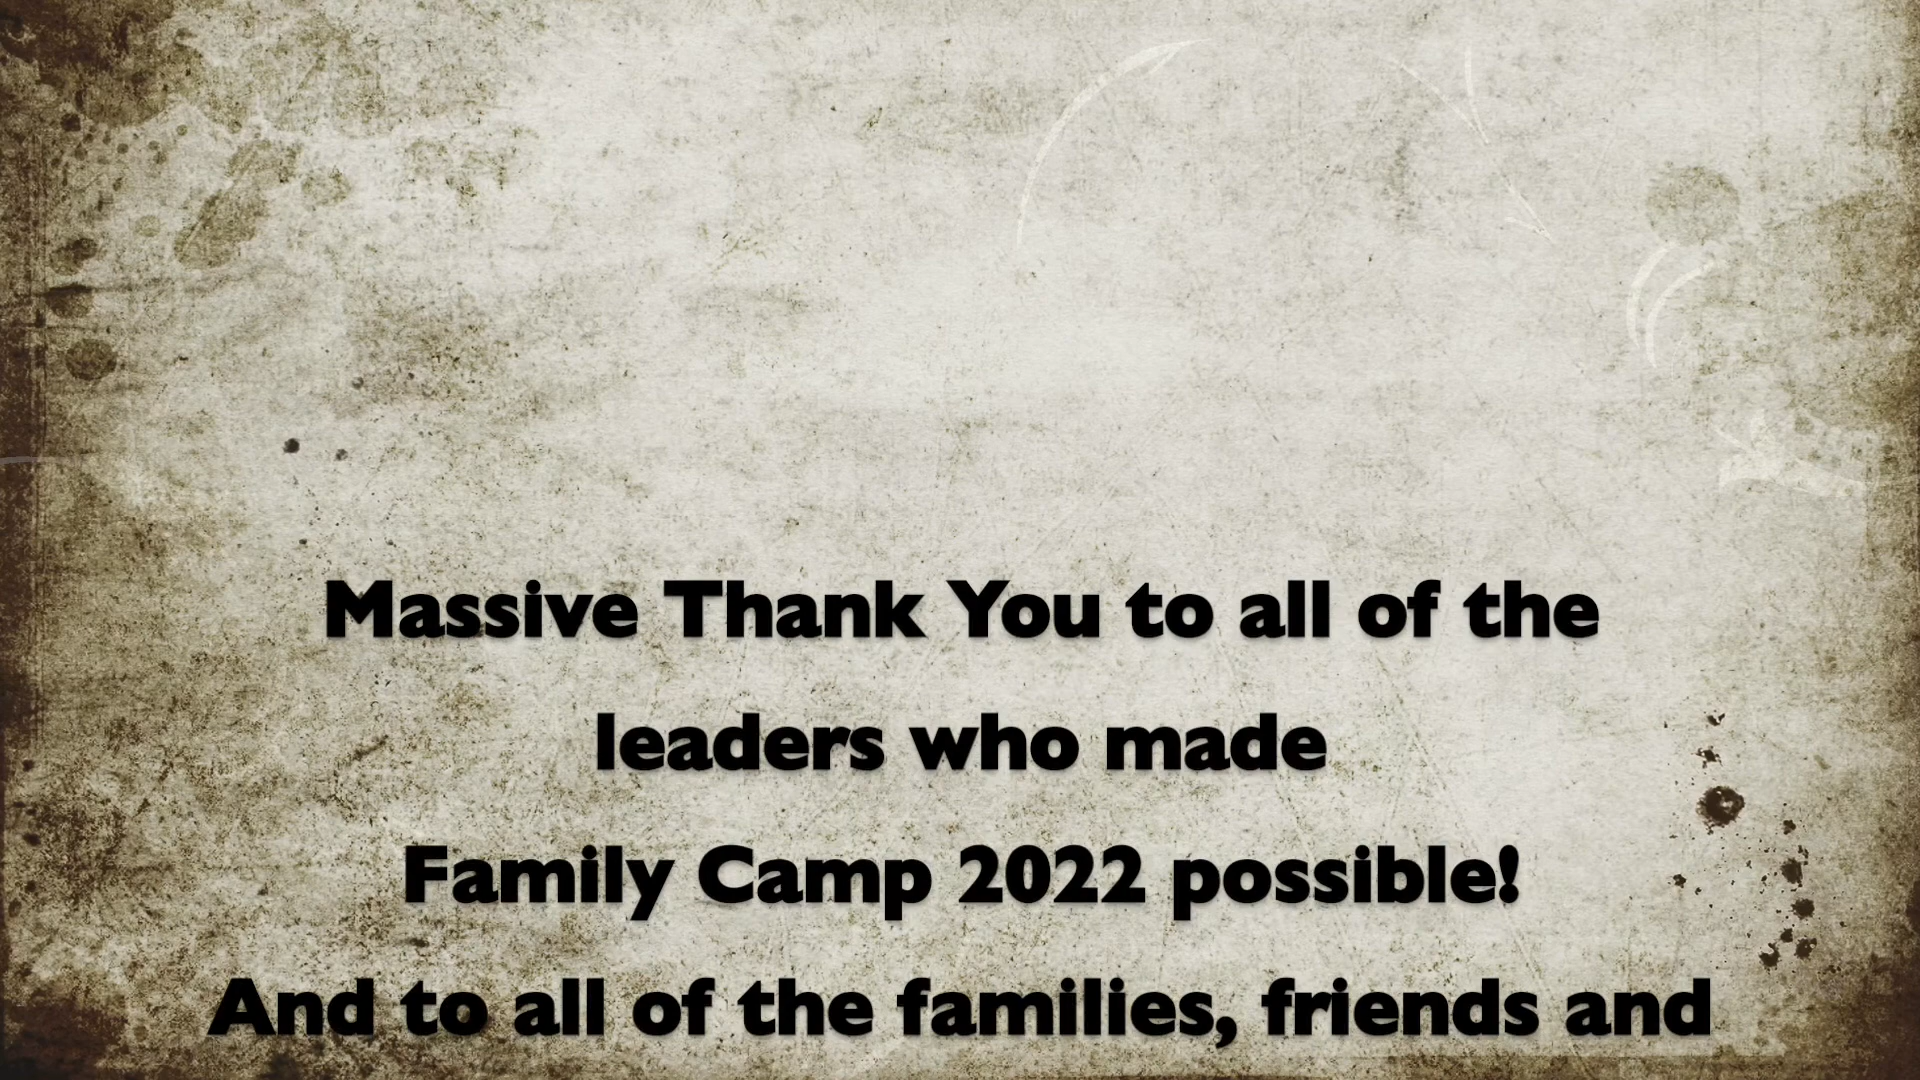 Massive Thank You to all of the
leaders who made
Family Camp 2022 possible!
And to all of the families, friends and